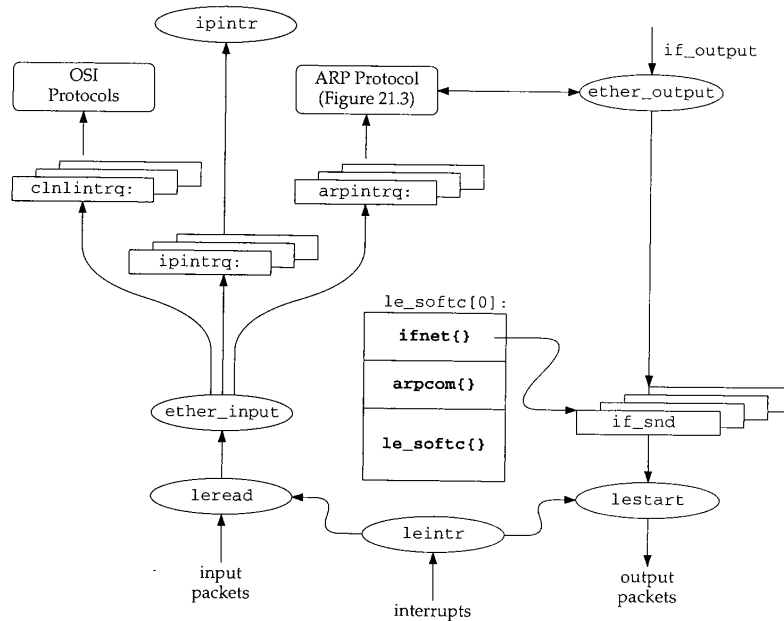 ipintr
if_output
OSI
Protocols
ARP Protocol
(Figure 21.3)
ether_output
clnlintrq:
arpintrq:
ipintrq:
le_softc[0]:
ifnet{}
arpcom{}
le_softc{}
ether_input
if_snd
leread
leintr
lestart
input
packets
interrupts
output
packets